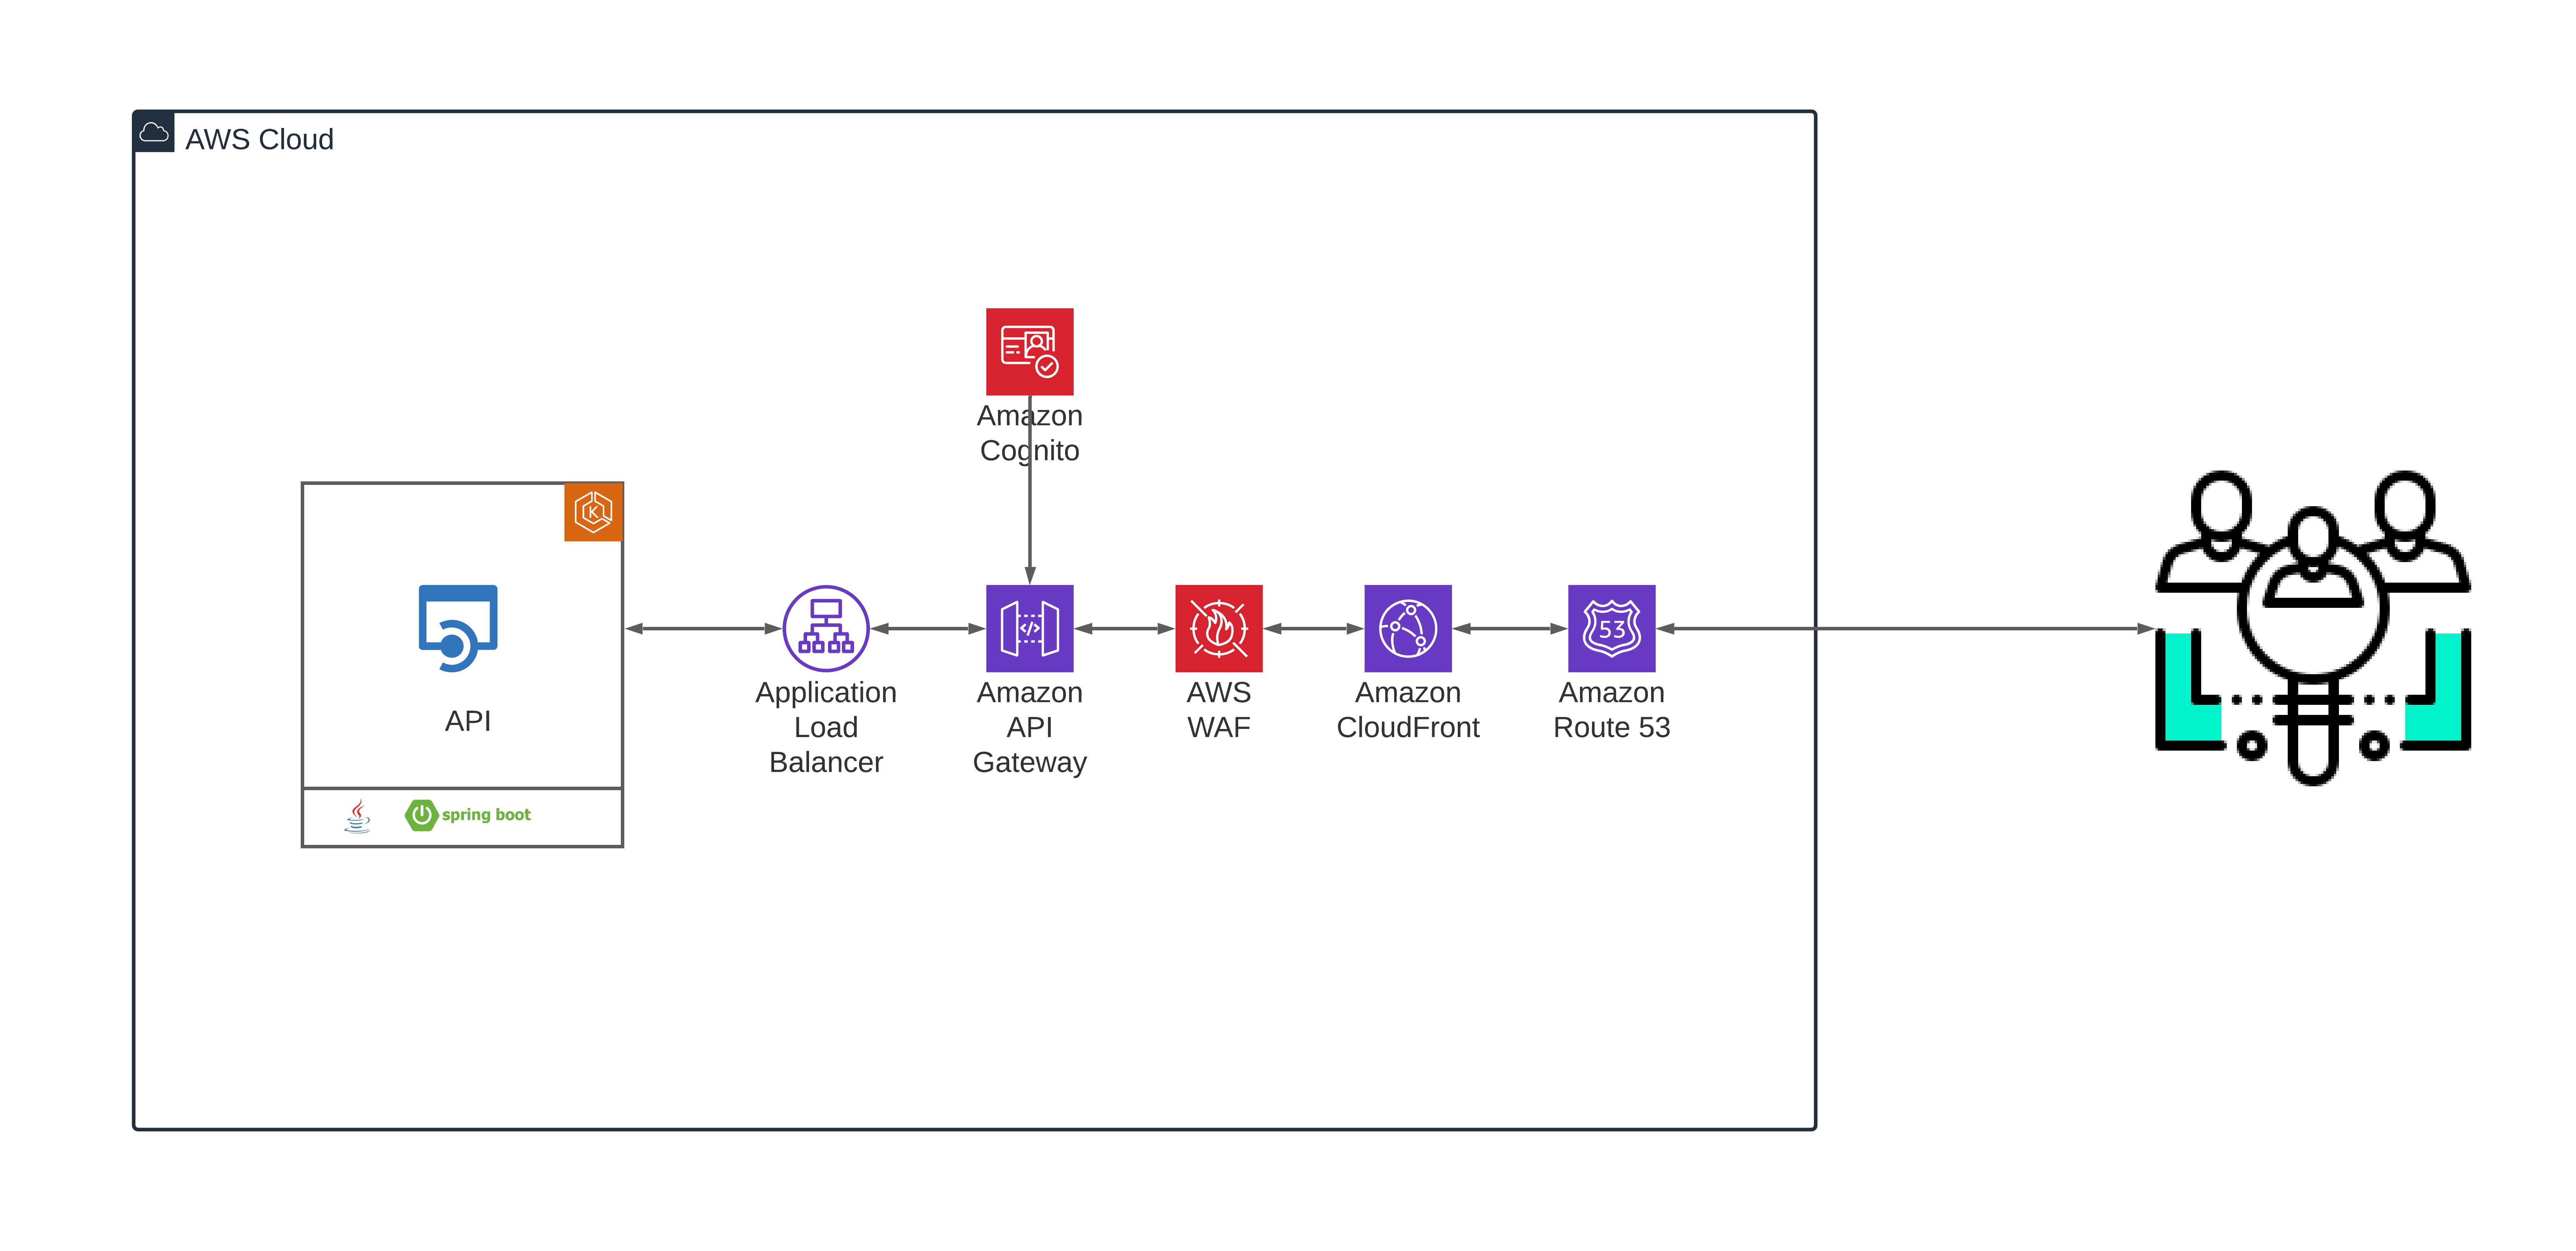 AWS Cloud
Amazon
Cognito
K
API
spring boot
Application
Load
Balancer
Amazon
API
Gateway
AWS
WAF
Amazon
CloudFront
53
Amazon
Route 53